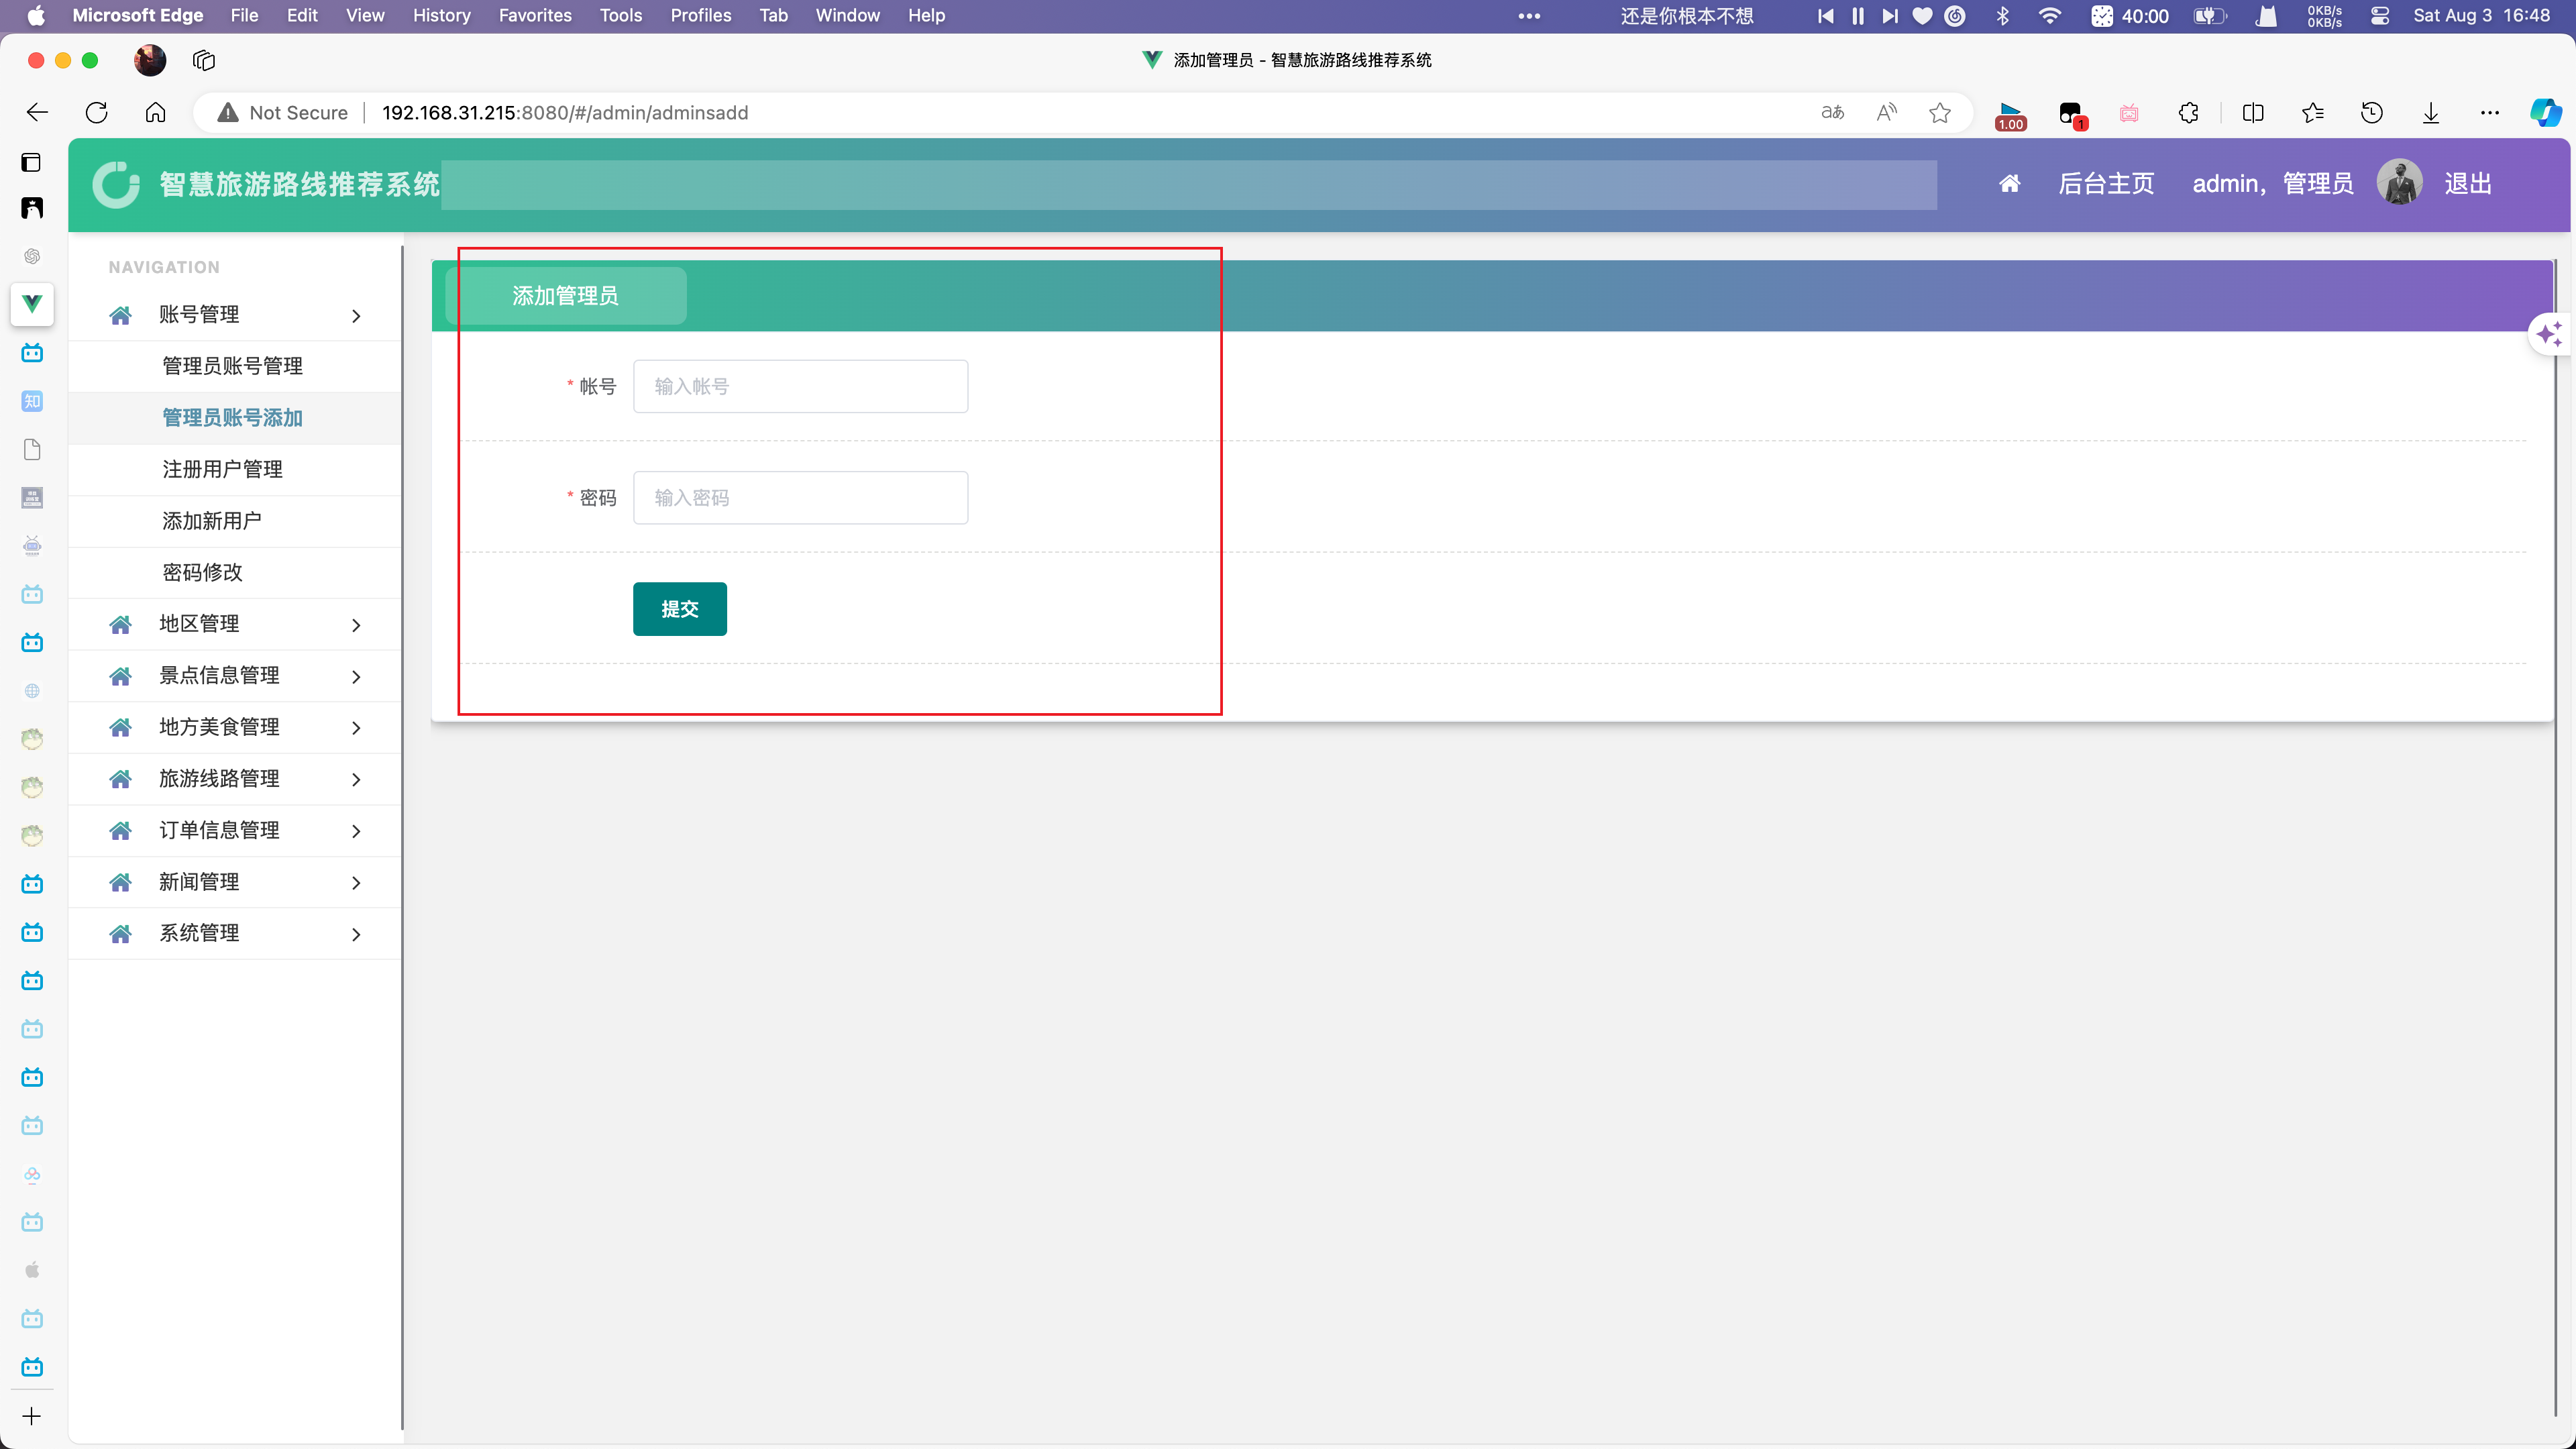 Microsoft Edge File Edit View History Favorites Tools Profiles Tab Window Help ••• 还是你根本不想 40:00 0KB/s 0KB/s Sat Aug 3 16:48
添加管理员 - 智慧旅游路线推荐系统
Not Secure 192.168.31.215:8080/#/admin/adminsadd aあ A 1.00 1
智慧旅游路线推荐系统 后台主页 admin，管理员 退出
NAVIGATION
账号管理
管理员账号管理
管理员账号添加
注册用户管理
添加新用户
密码修改
地区管理
景点信息管理
地方美食管理
旅游线路管理
订单信息管理
新闻管理
系统管理
知
添加管理员
* 帐号 输入帐号
* 密码 输入密码
提交